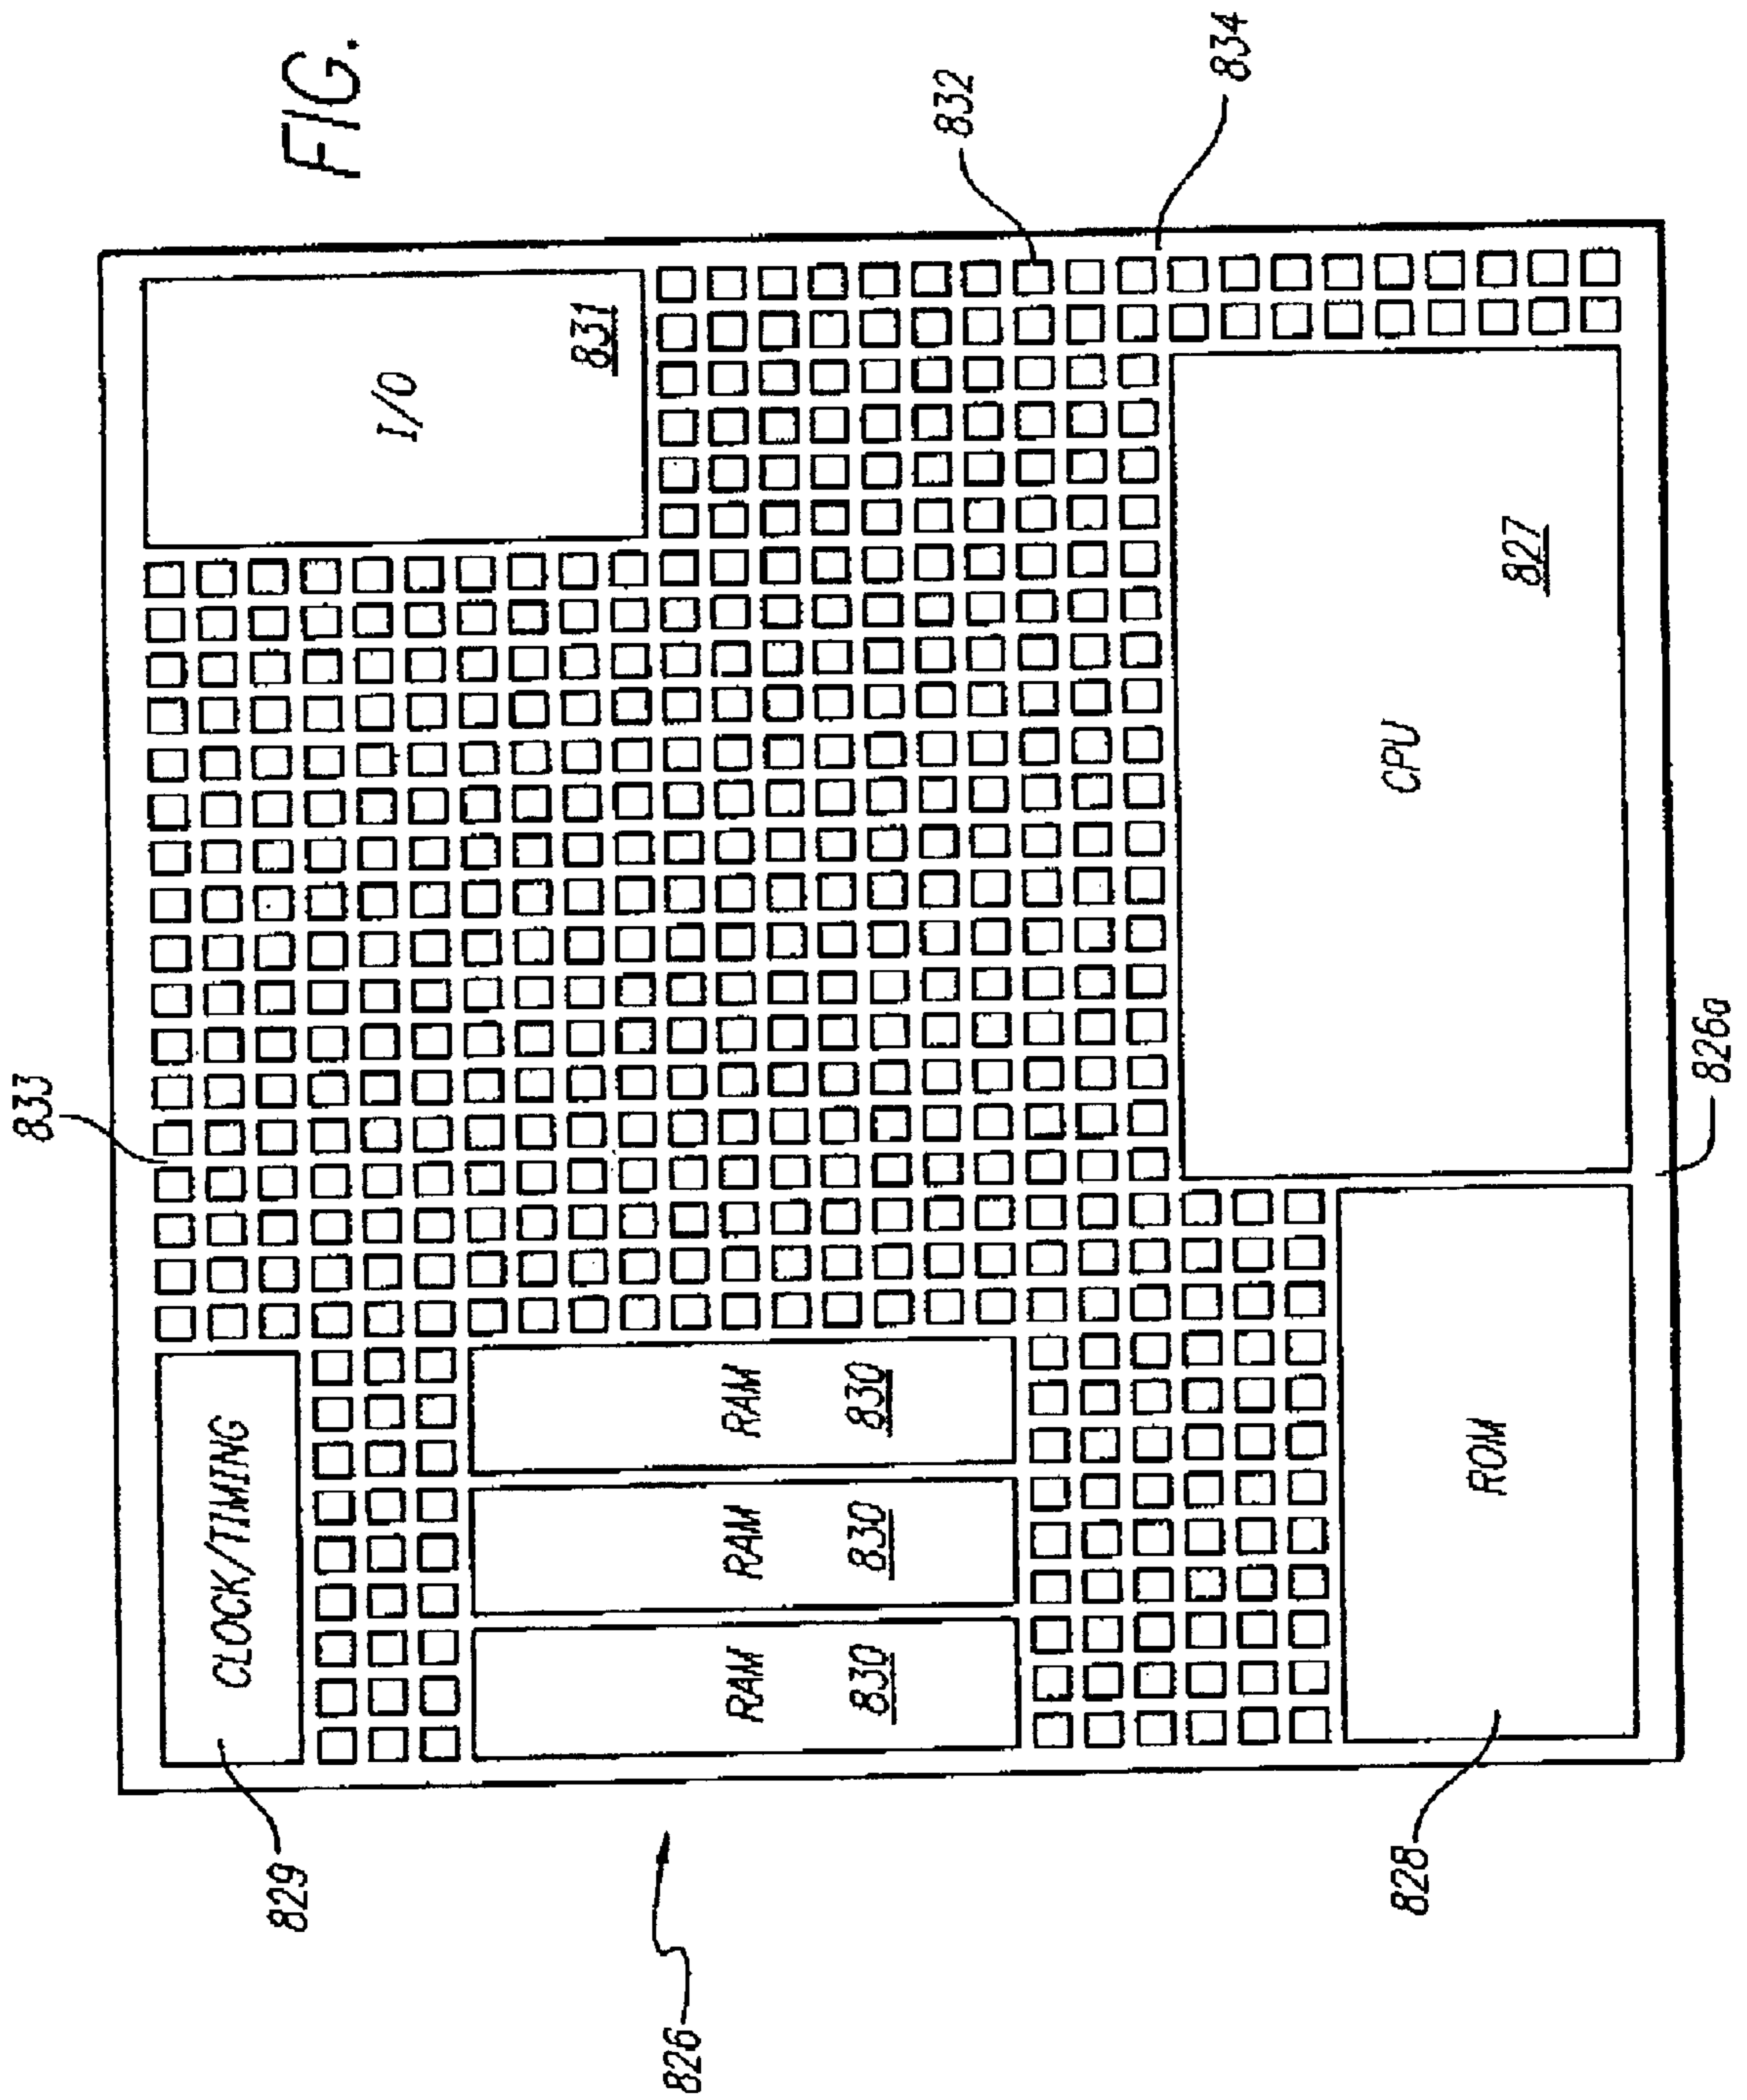 FIG.
829
CLOCK/TIMING
833
I/O
831
826
RAM
830
RAM
830
RAM
830
832
834
828
ROM
CPU
827
826a